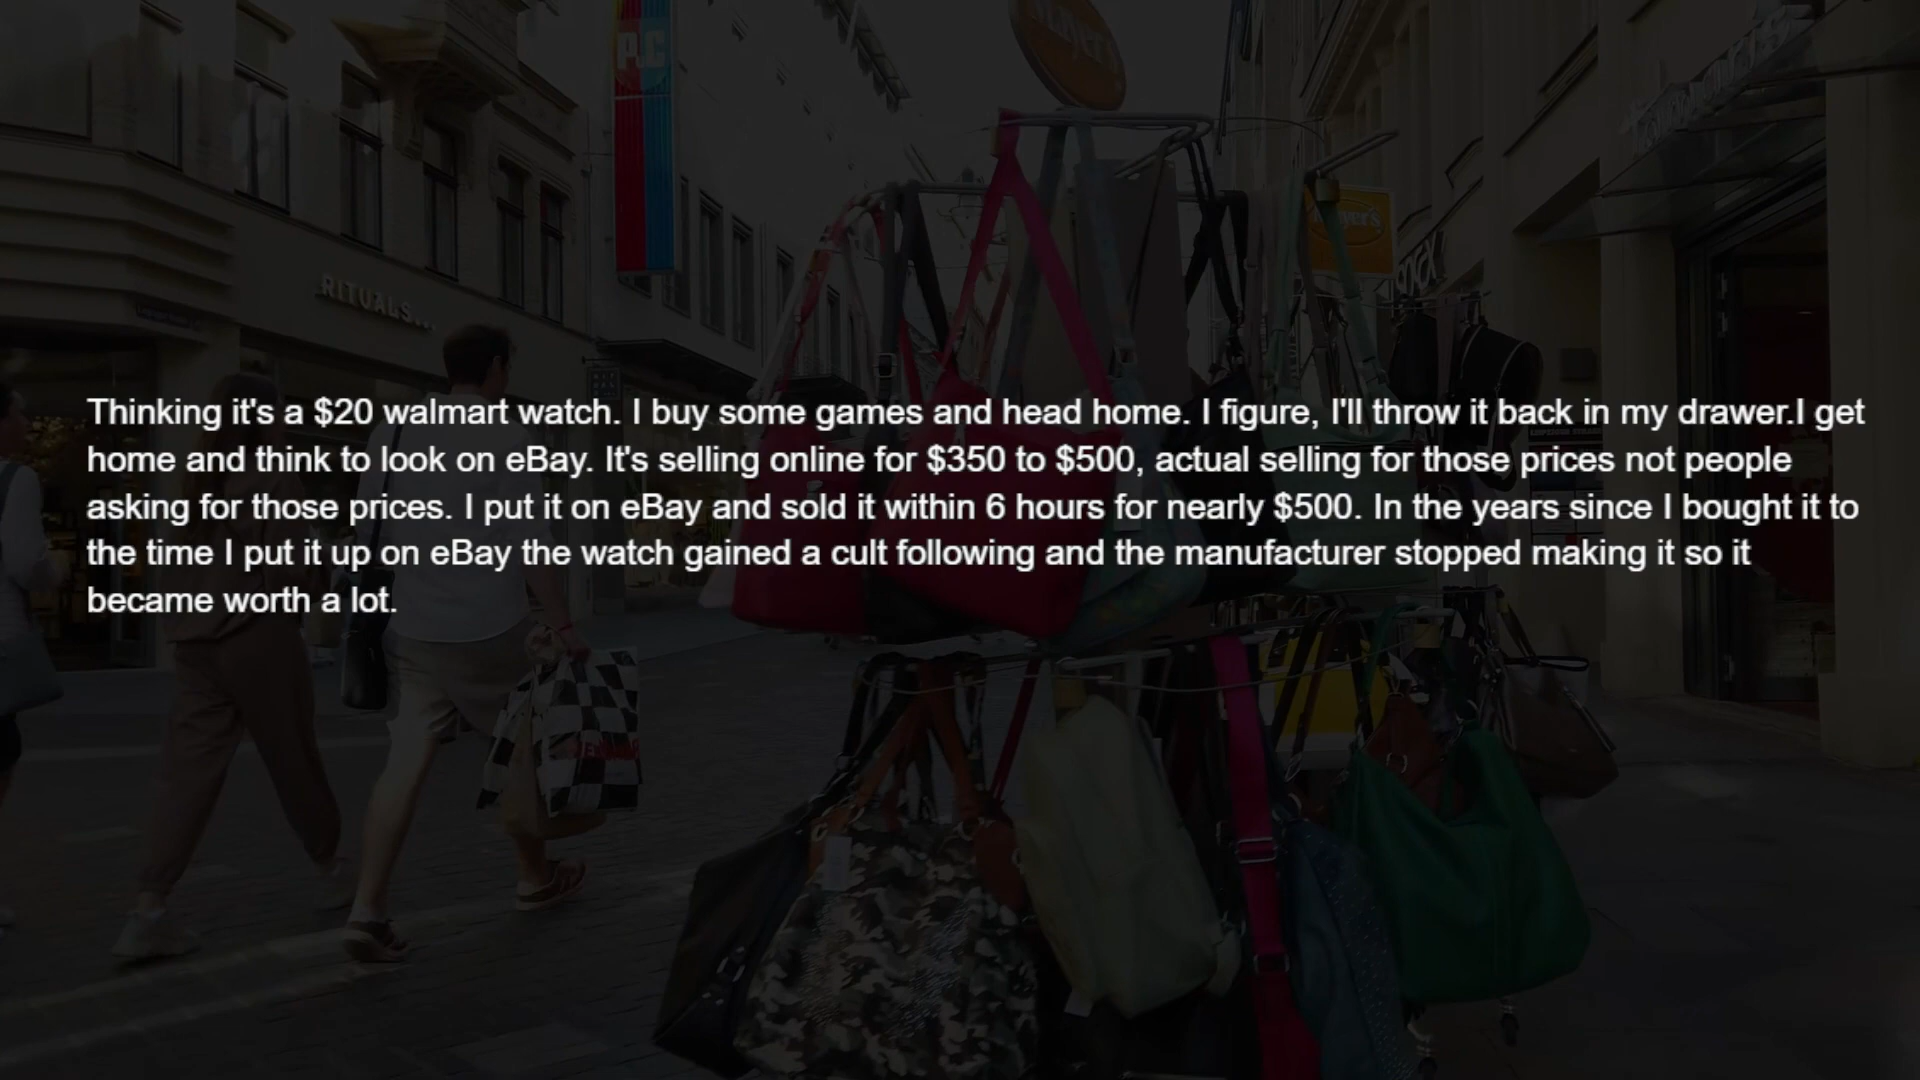 P&C
Meyer's
Meyer's
RITUALS...
Thinking it's a $20 walmart watch. I buy some games and head home. I figure, I'll throw it back in my drawer.I get
home and think to look on eBay. It's selling online for $350 to $500, actual selling for those prices not people
asking for those prices. I put it on eBay and sold it within 6 hours for nearly $500. In the years since I bought it to
the time I put it up on eBay the watch gained a cult following and the manufacturer stopped making it so it
became worth a lot.